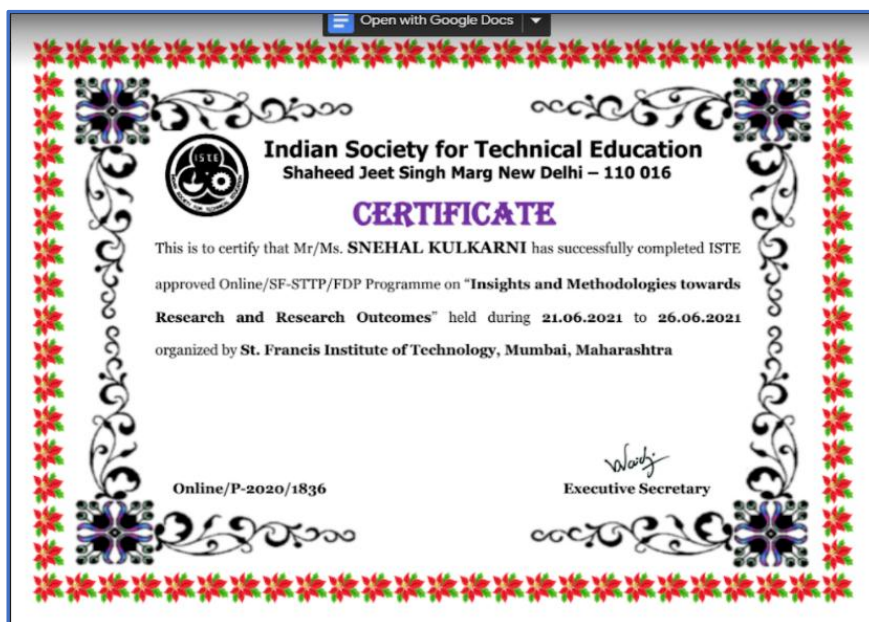 Open with Google Docs
ISTE
Indian Society for Technical Education
Shaheed Jeet Singh Marg New Delhi – 110 016
CERTIFICATE
This is to certify that Mr/Ms. SNEHAL KULKARNI has successfully completed ISTE
approved Online/SF-STTP/FDP Programme on “Insights and Methodologies towards
Research and Research Outcomes” held during 21.06.2021 to 26.06.2021
organized by St. Francis Institute of Technology, Mumbai, Maharashtra
Online/P-2020/1836
Executive Secretary